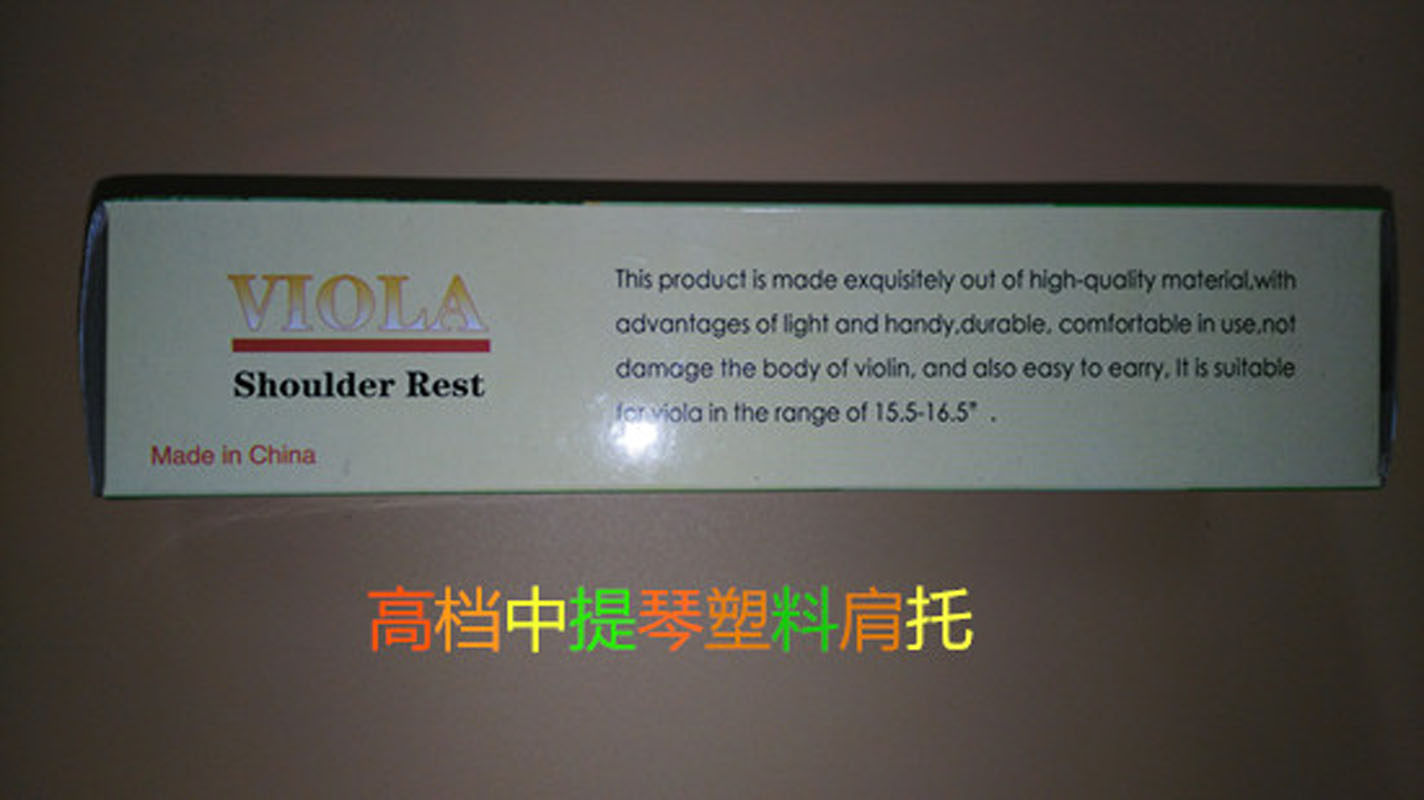 VIOLA
Shoulder Rest
Made in China
This product is made exquisitely out of high-quality material,with
advantages of light and handy,durable, comfortable in use,not
damage the body of violin, and also easy to earry, It is suitable
for viola in the range of 15.5-16.5" .
高档中提琴塑料肩托